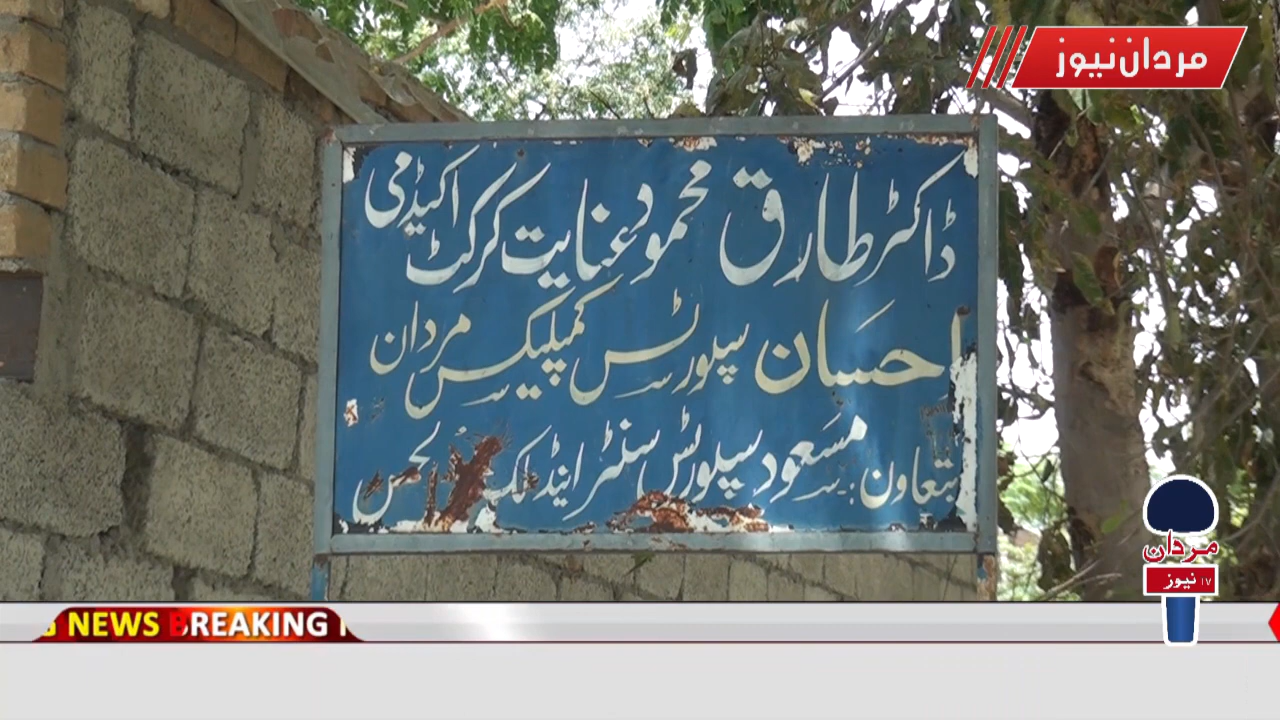 مردان نیوز
ڈاکٹر طارق محمود عنایت کرکٹ اکیڈمی
احسان سپورٹس کمپلیکس مردان
بتعاون: مسعود سپورٹس سنٹر اینڈ
مردان
نیوز ۱۷
NEWS BREAKING